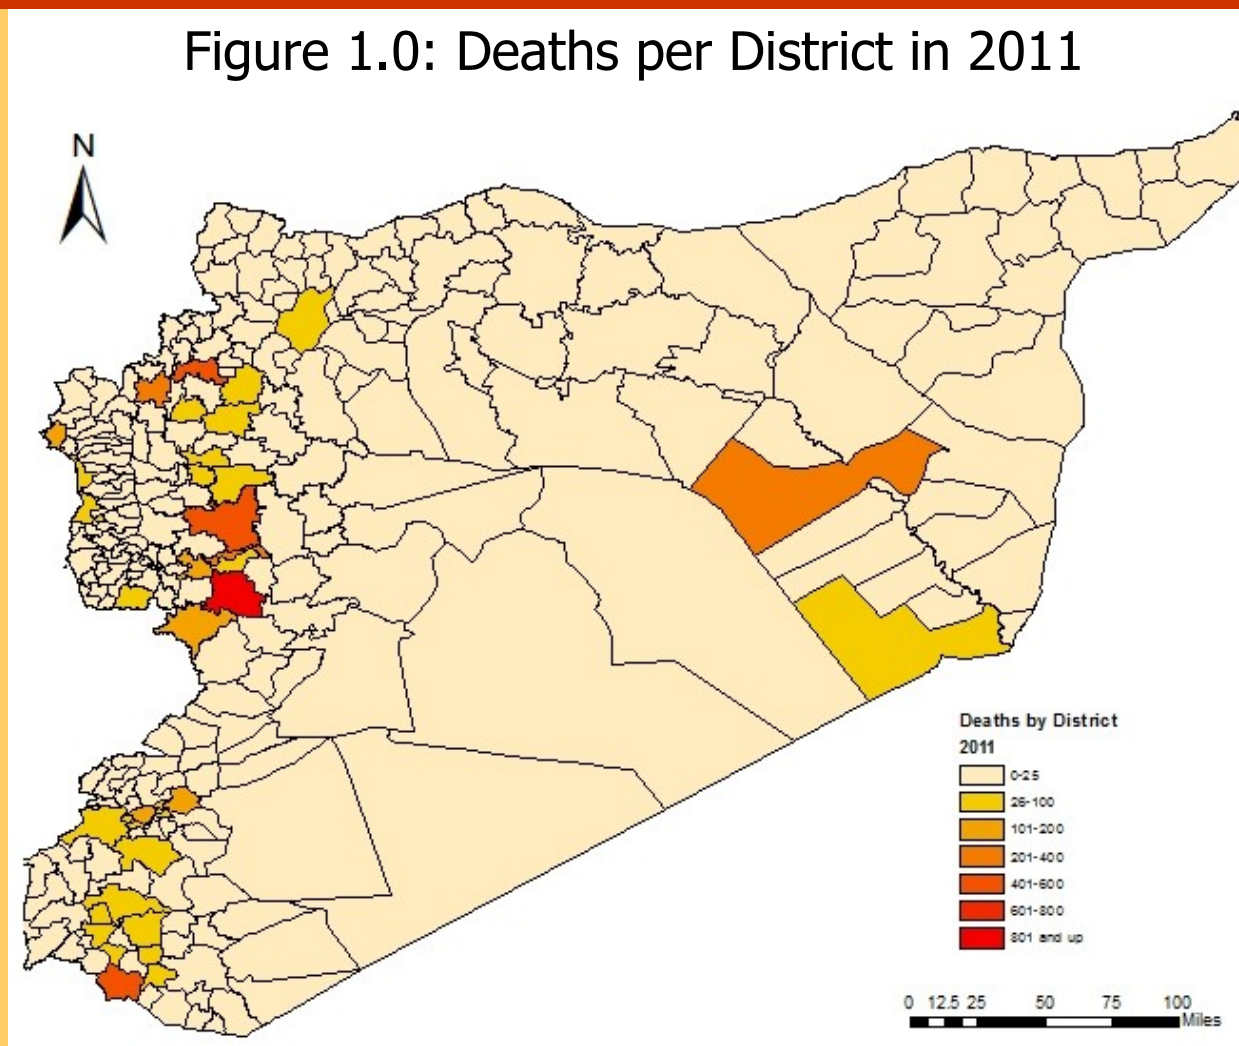 Figure 1.0: Deaths per District in 2011
N
Deaths by District
2011
0-25
26-100
101-200
201-400
401-600
601-800
801 and up
0 12.5 25 50 75 100
Miles